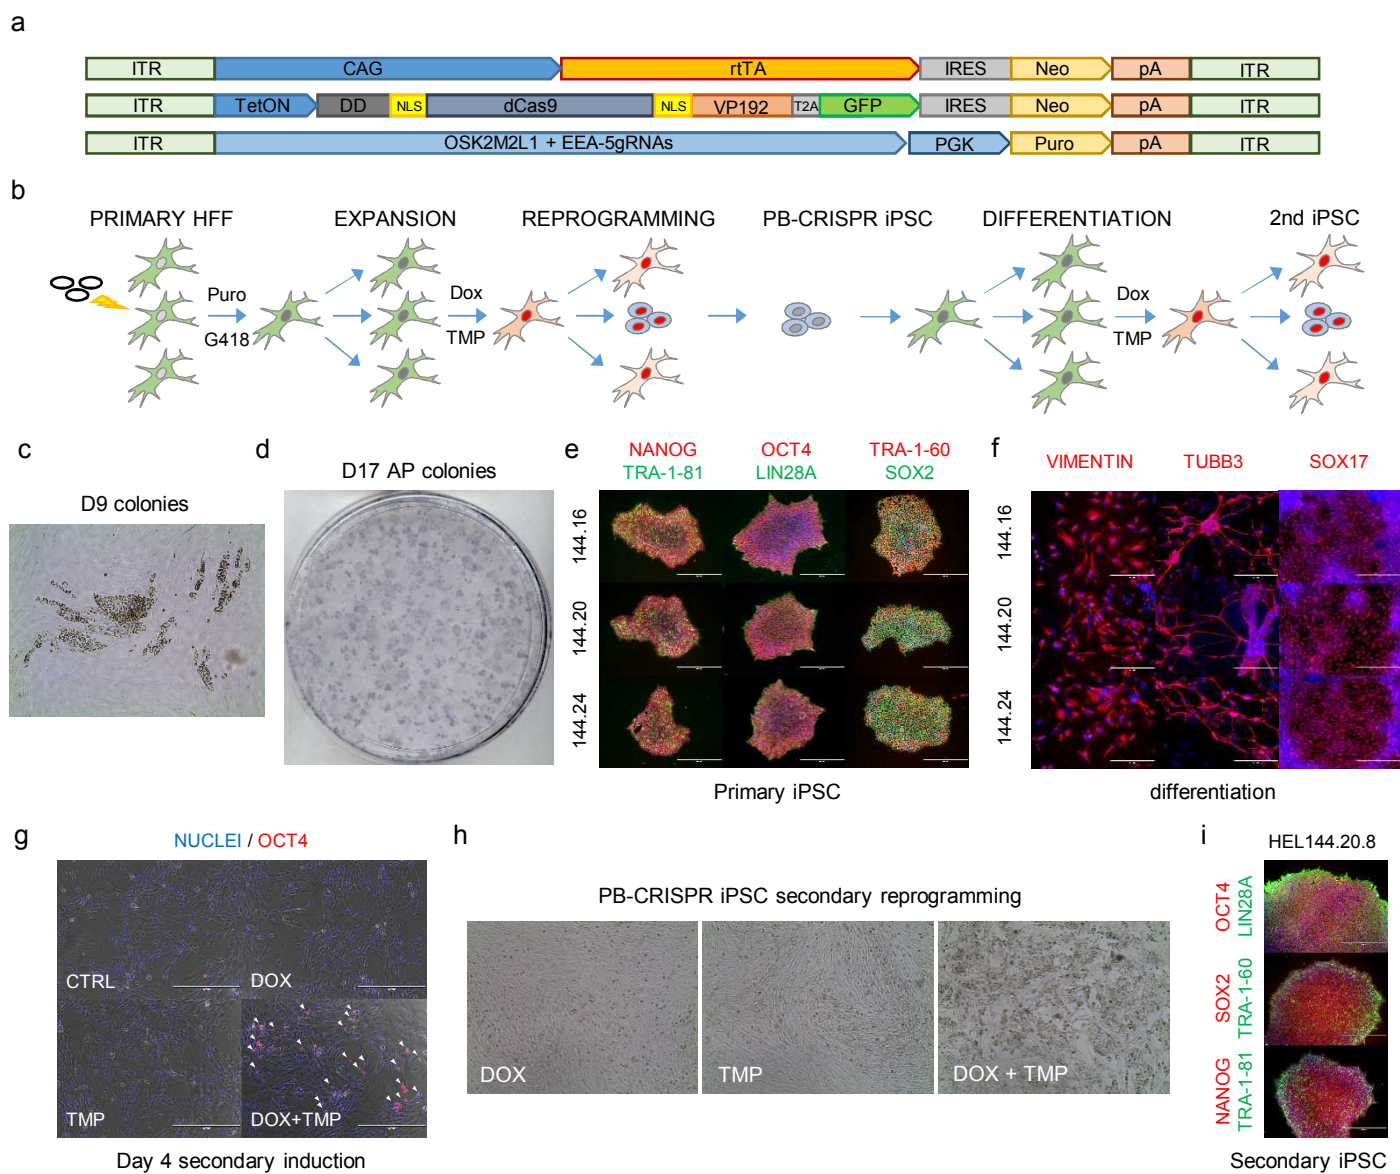 a
ITR CAG rtTA IRES Neo pA ITR
ITR TetON DD NLS dCas9 NLS VP192 T2A GFP IRES Neo pA ITR
ITR OSK2M2L1 + EEA-5gRNAs PGK Puro pA ITR
b
PRIMARY HFF EXPANSION REPROGRAMMING PB-CRISPR iPSC DIFFERENTIATION 2nd iPSC
Puro
G418
Dox
TMP
Dox
TMP
c
D9 colonies
d
D17 AP colonies
e
NANOG OCT4 TRA-1-60
TRA-1-81 LIN28A SOX2
144.16
144.20
144.24
Primary iPSC
f
VIMENTIN TUBB3 SOX17
144.16
144.20
144.24
differentiation
g
NUCLEI / OCT4
CTRL DOX
TMP DOX+TMP
Day 4 secondary induction
h
PB-CRISPR iPSC secondary reprogramming
DOX TMP DOX + TMP
i
HEL144.20.8
OCT4
LIN28A
SOX2
TRA-1-60
NANOG
TRA-1-81
Secondary iPSC